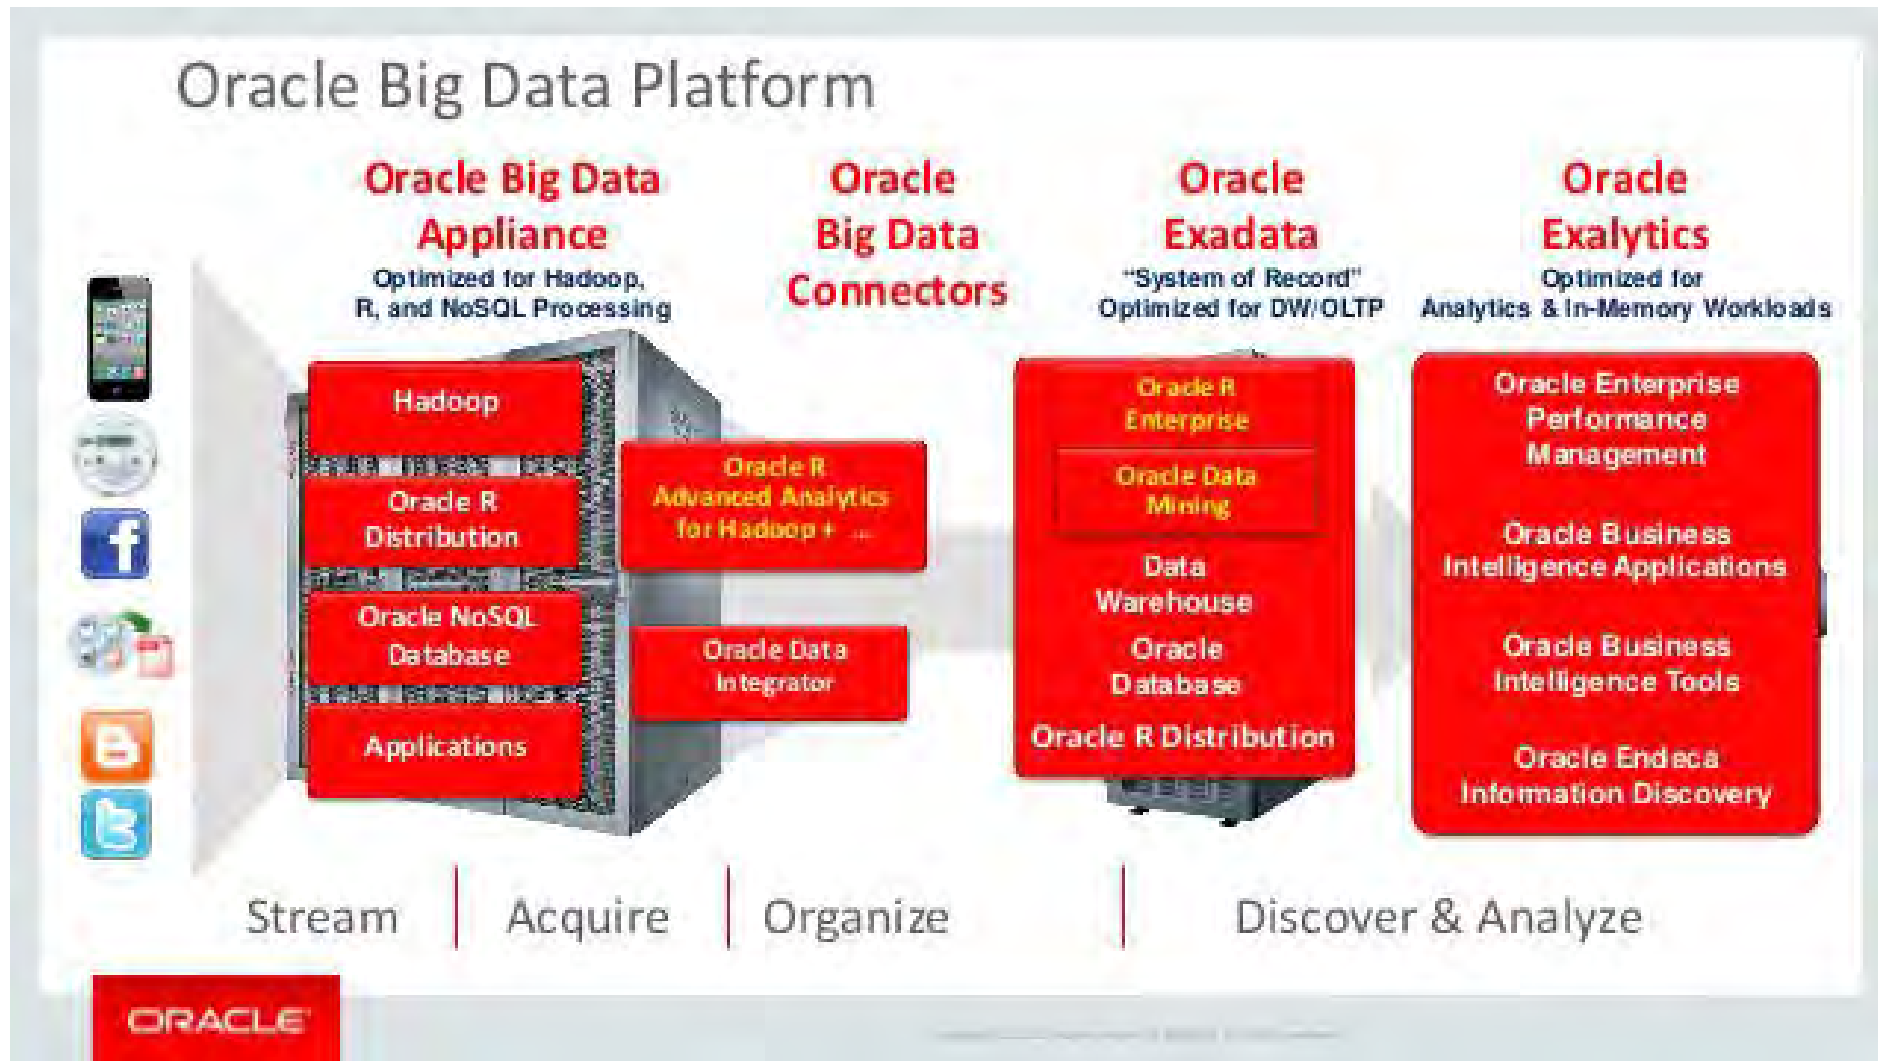 Oracle Big Data Platform
Oracle Big Data
Appliance
Optimized for Hadoop,
R, and NoSQL Processing
Oracle
Big Data
Connectors
Oracle
Exadata
"System of Record"
Optimized for DW/OLTP
Oracle
Exalytics
Optimized for
Analytics & In-Memory Workloads
Hadoop
Oracle R
Distribution
Oracle NoSQL
Database
Applications
Oracle R
Advanced Analytics
for Hadoop + ...
Oracle Data
Integrator
Oracle R
Enterprise
Oracle Data
Mining
Data
Warehouse
Oracle
Database
Oracle R Distribution
Oracle Enterprise
Performance
Management
Oracle Business
Intelligence Applications
Oracle Business
Intelligence Tools
Oracle Endeca
Information Discovery
Stream
Acquire
Organize
Discover & Analyze
ORACLE